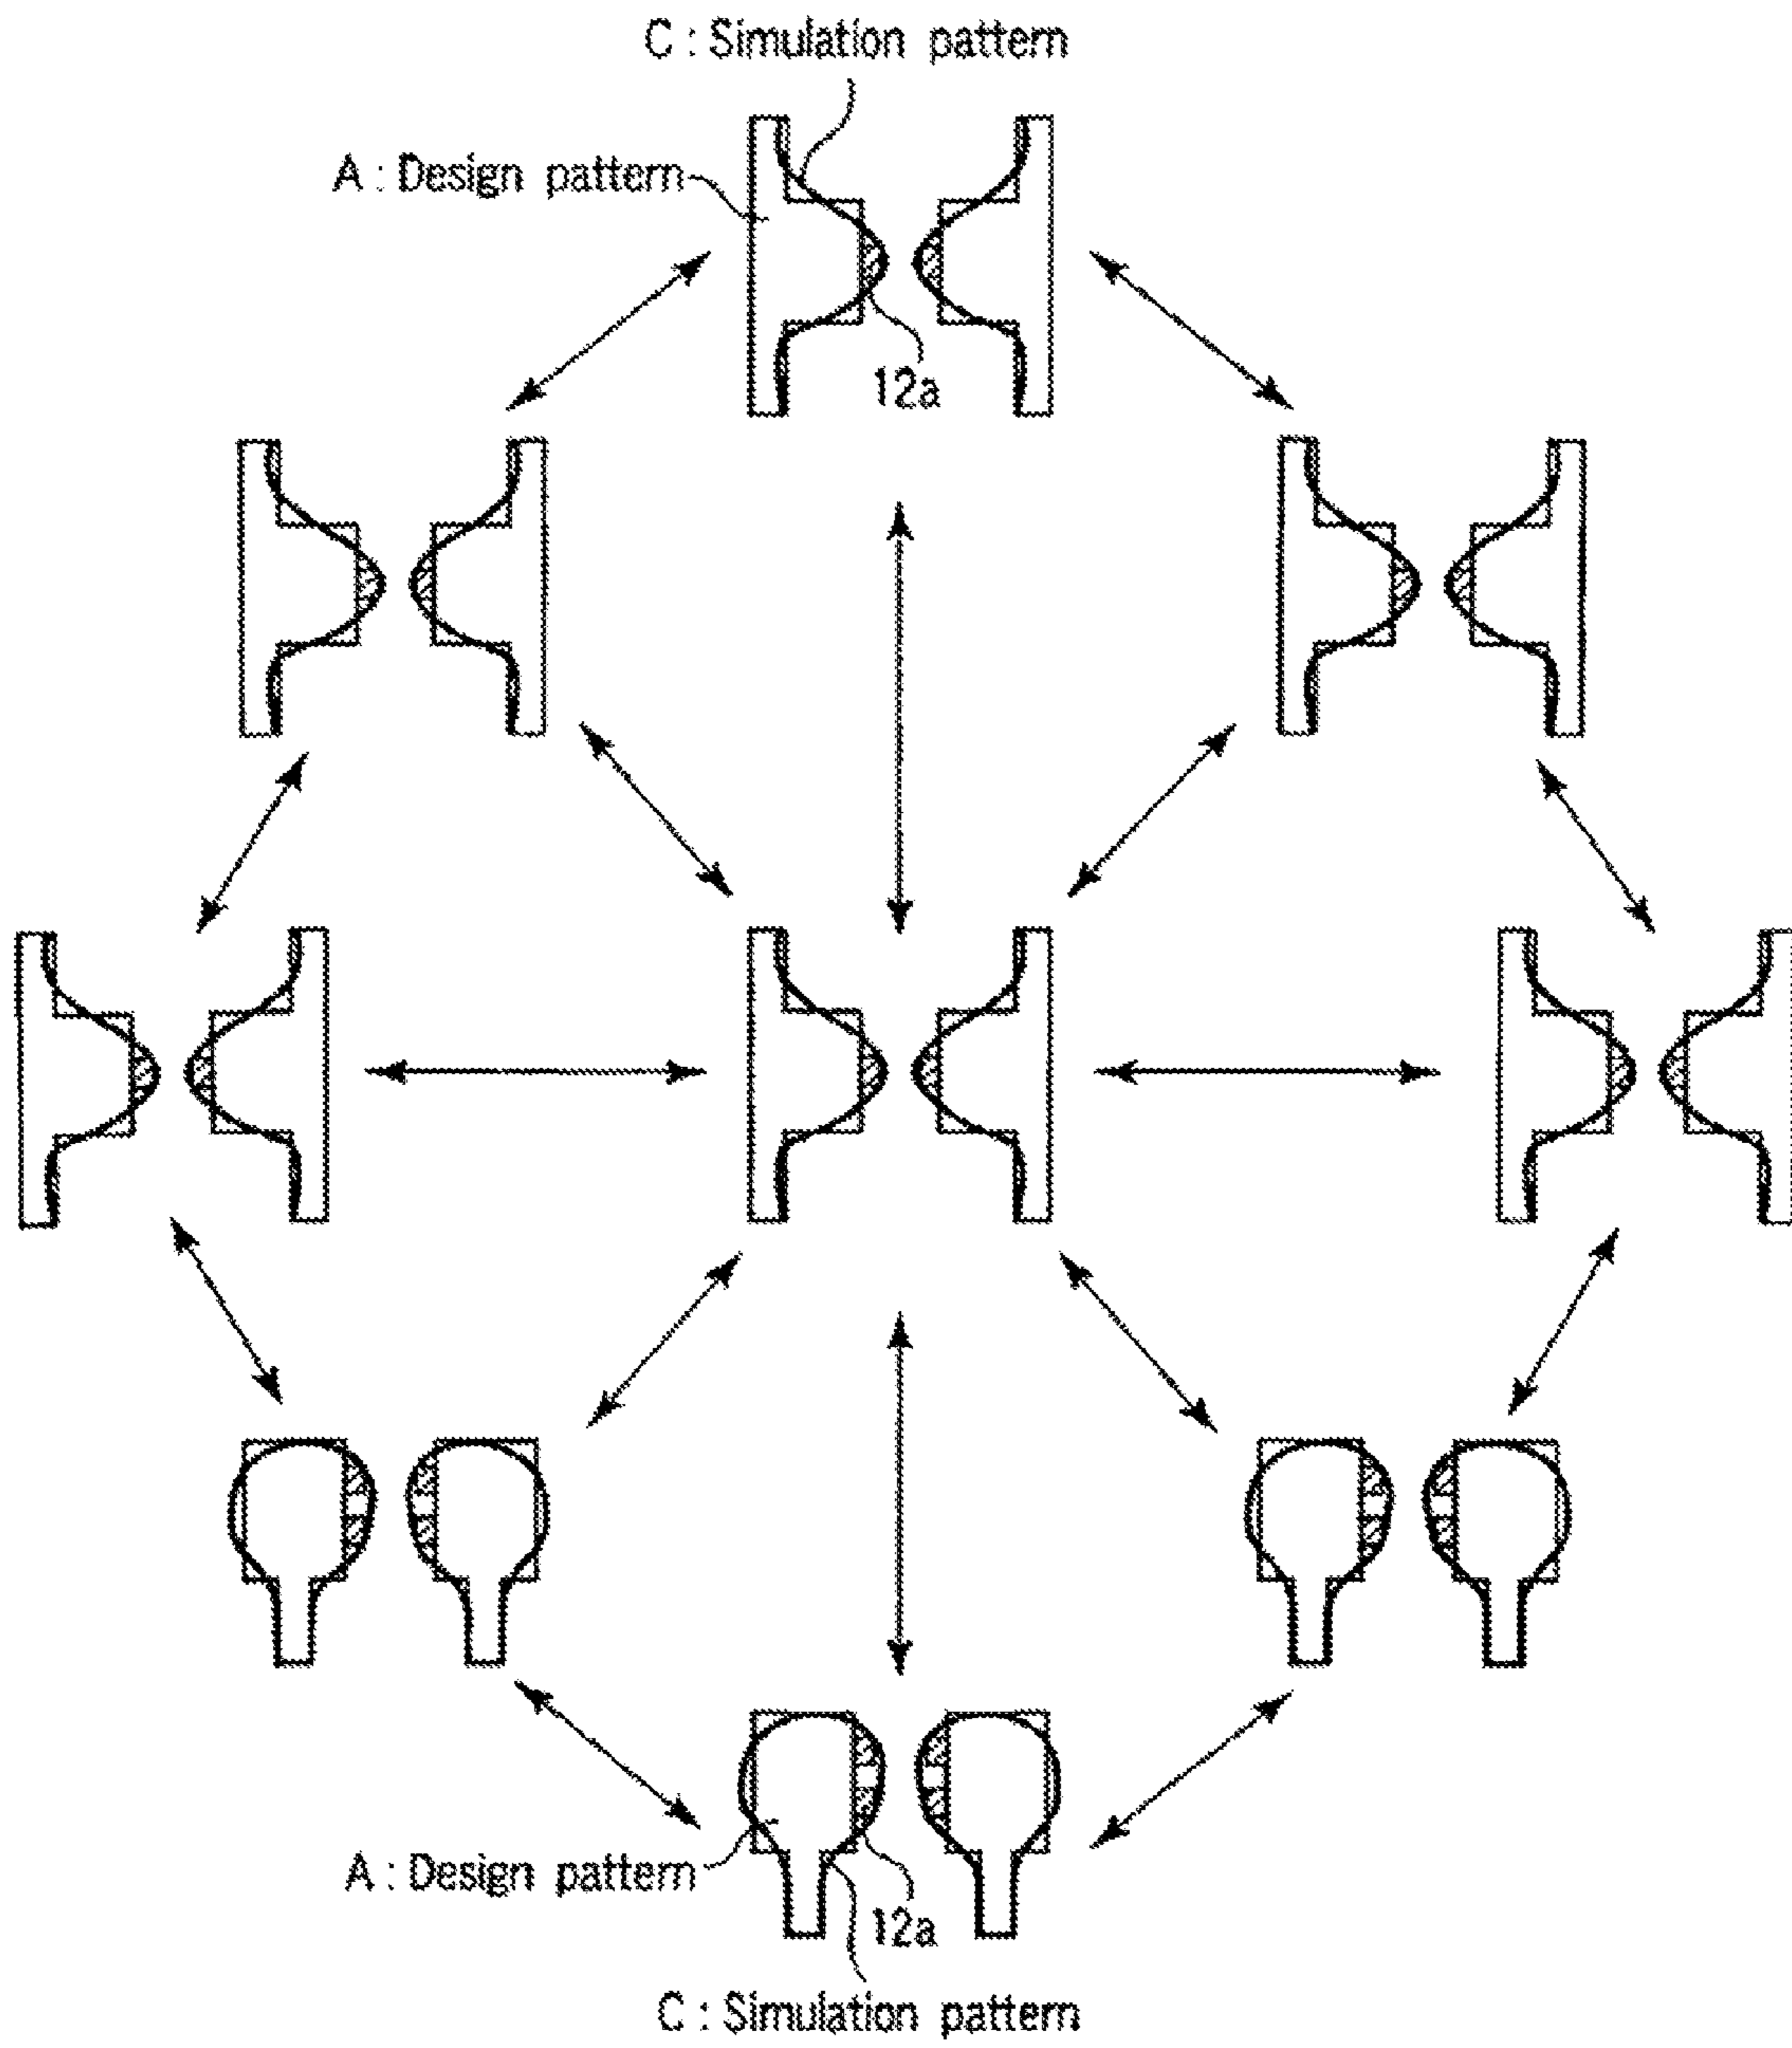 C : Simulation pattern
A : Design pattern
12a
A : Design pattern
12a
C : Simulation pattern